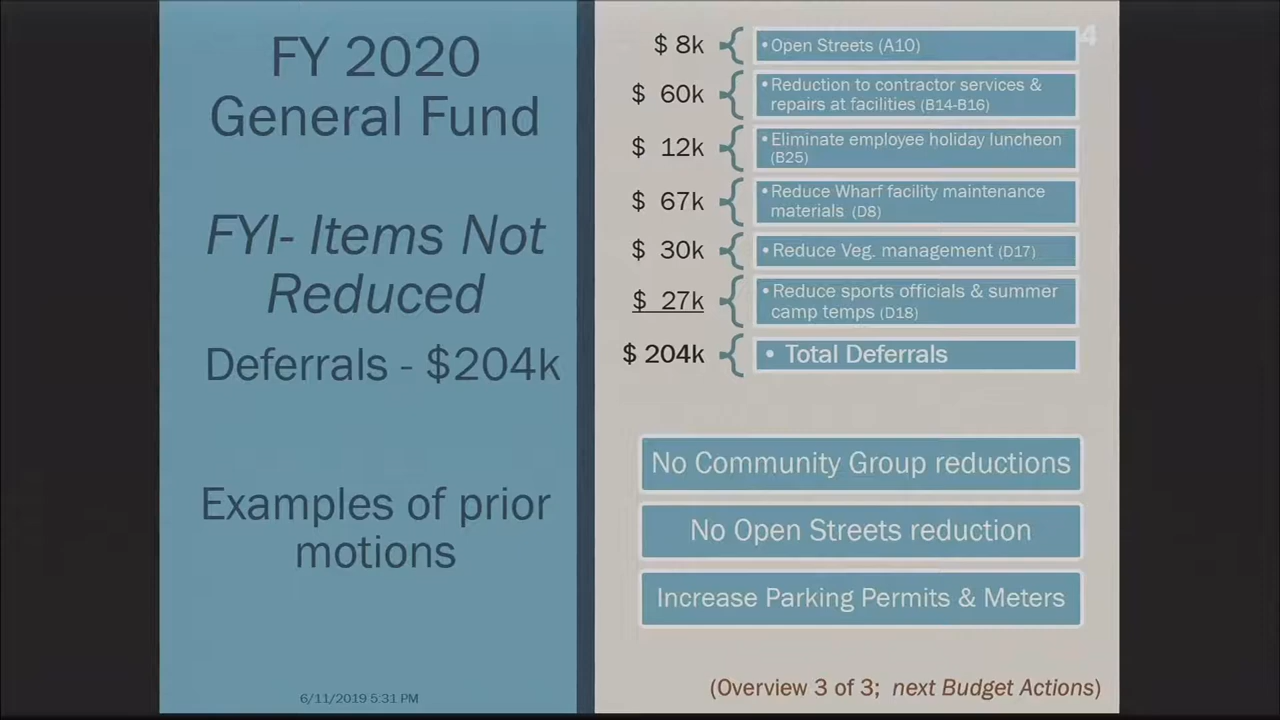 FY 2020
General Fund
FYI- Items Not
Reduced
Deferrals - $204k
Examples of prior
motions
6/11/2019 5:31 PM
4
$ 8k
• Open Streets (A10)
$ 60k
• Reduction to contractor services &
repairs at facilities (B14-B16)
$ 12k
• Eliminate employee holiday luncheon
(B25)
$ 67k
• Reduce Wharf facility maintenance
materials (D8)
$ 30k
• Reduce Veg. management (D17)
$ 27k
• Reduce sports officials & summer
camp temps (D18)
$ 204k
• Total Deferrals
No Community Group reductions
No Open Streets reduction
Increase Parking Permits & Meters
(Overview 3 of 3; next Budget Actions)